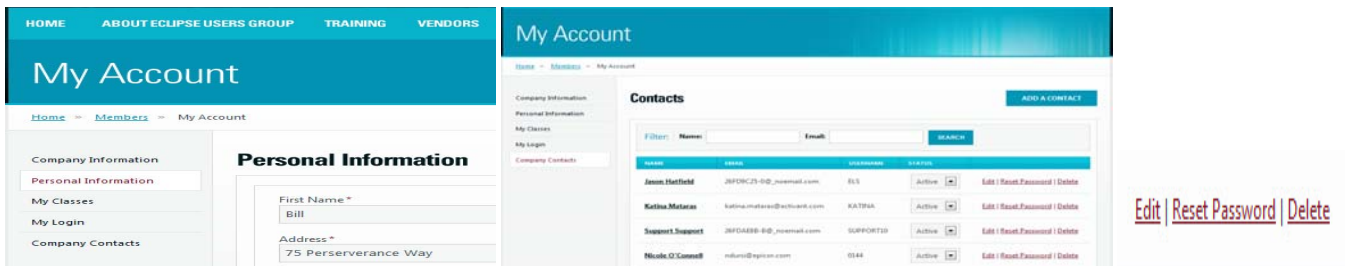 HOME ABOUT ECLIPSE USERS GROUP TRAINING VENDORS
My Account
Home » Members » My Account
Company Information
Personal Information
My Classes
My Login
Company Contacts
Personal Information
First Name *
Bill
Address *
75 Perserverance Way
My Account
Home » Members » My Account
Company Information
Personal Information
My Classes
My Login
Company Contacts
Contacts
ADD A CONTACT
Filter: Name: Email: SEARCH
NAME EMAIL USERNAME STATUS
Jason Hatfield ELS Active Edit | Reset Password | Delete
Katina Mataras katina.mataras@activant.com KATINA Active Edit | Reset Password | Delete
Support Support SUPPORT10 Active Edit | Reset Password | Delete
Nicole O'Connell 0144 Active Edit | Reset Password | Delete
Edit | Reset Password | Delete